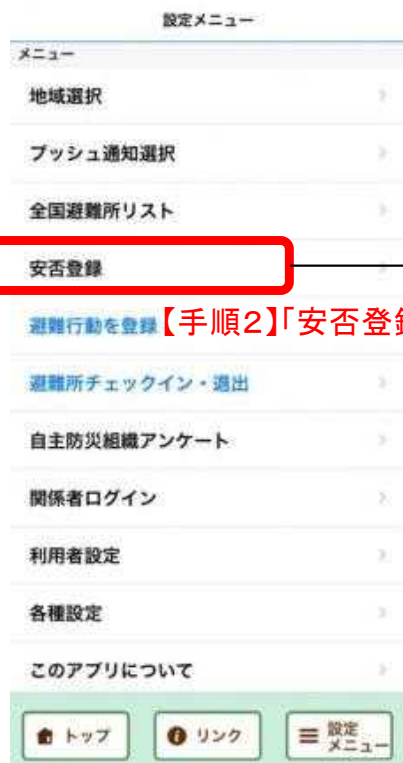 設定メニュー
メニュー
地域選択
プッシュ通知選択
全国避難所リスト
安否登録
避難行動を登録
【手順2】「安否登
避難所チェックイン・退出
自主防災組織アンケート
関係者ログイン
利用者設定
各種設定
このアプリについて
トップ
リンク
設定
メニュー